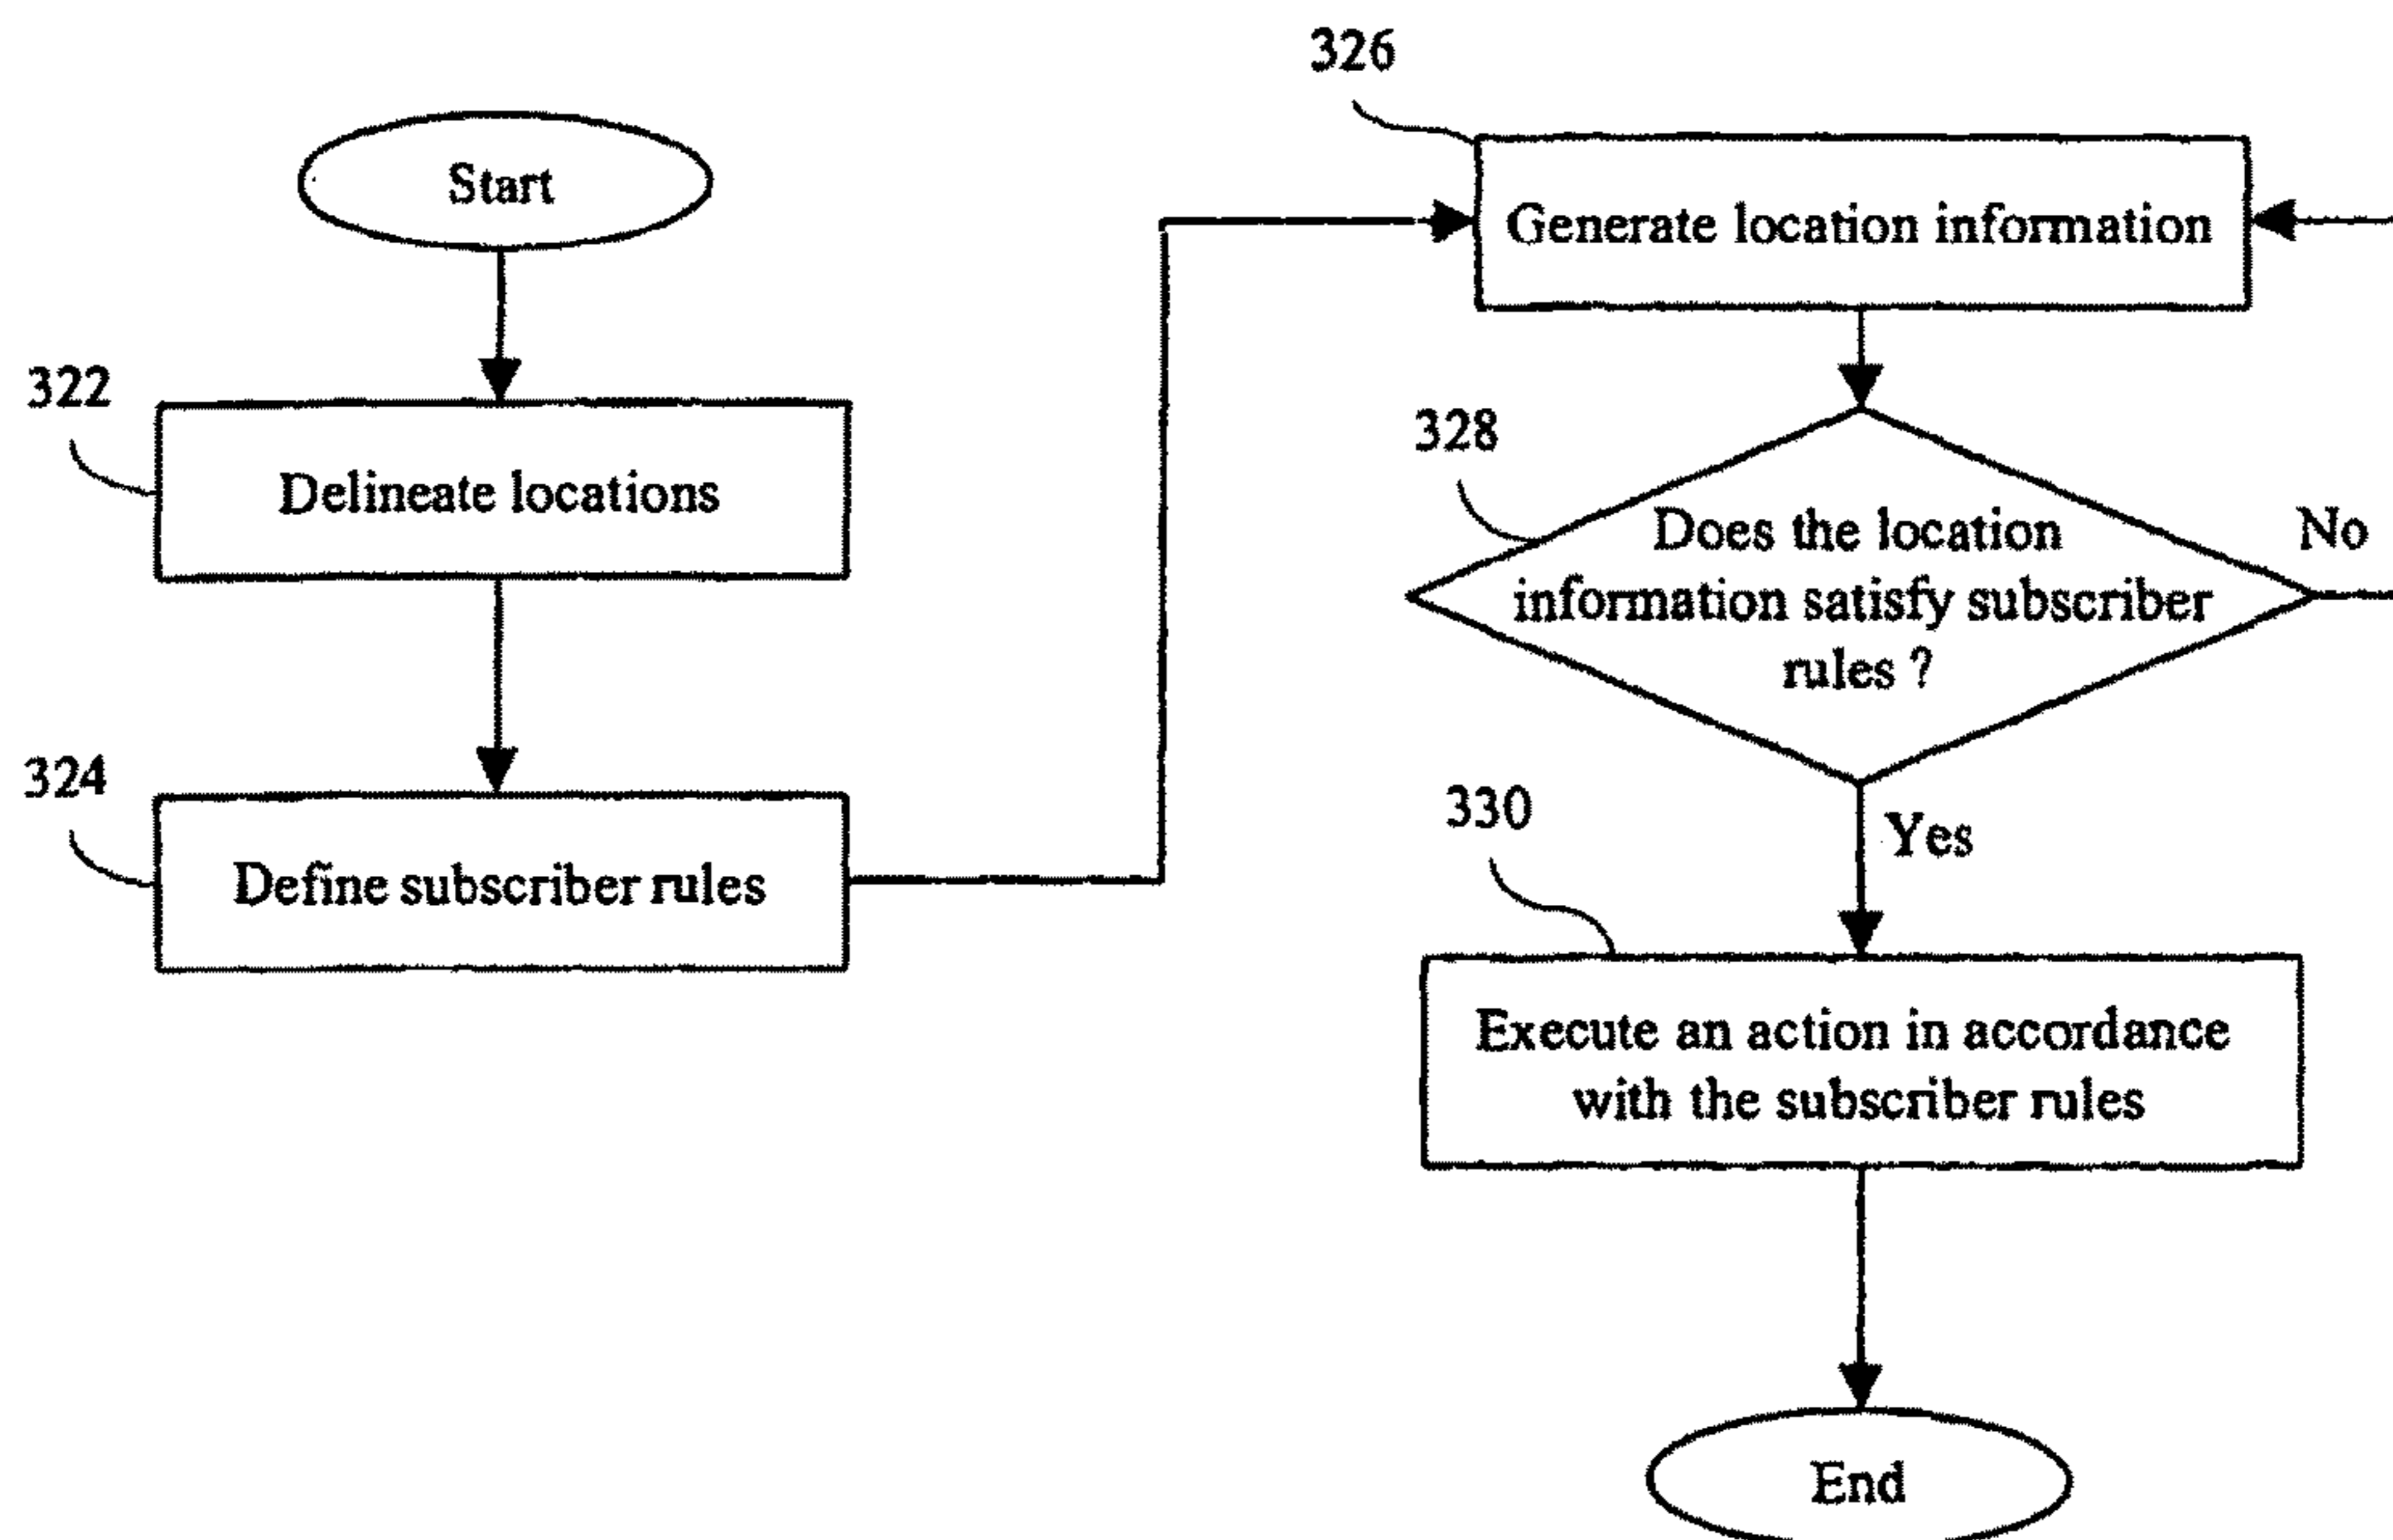 Start
322
Delineate locations
324
Define subscriber rules
326
Generate location information
328
Does the location
information satisfy subscriber
rules ?
No
Yes
330
Execute an action in accordance
with the subscriber rules
End